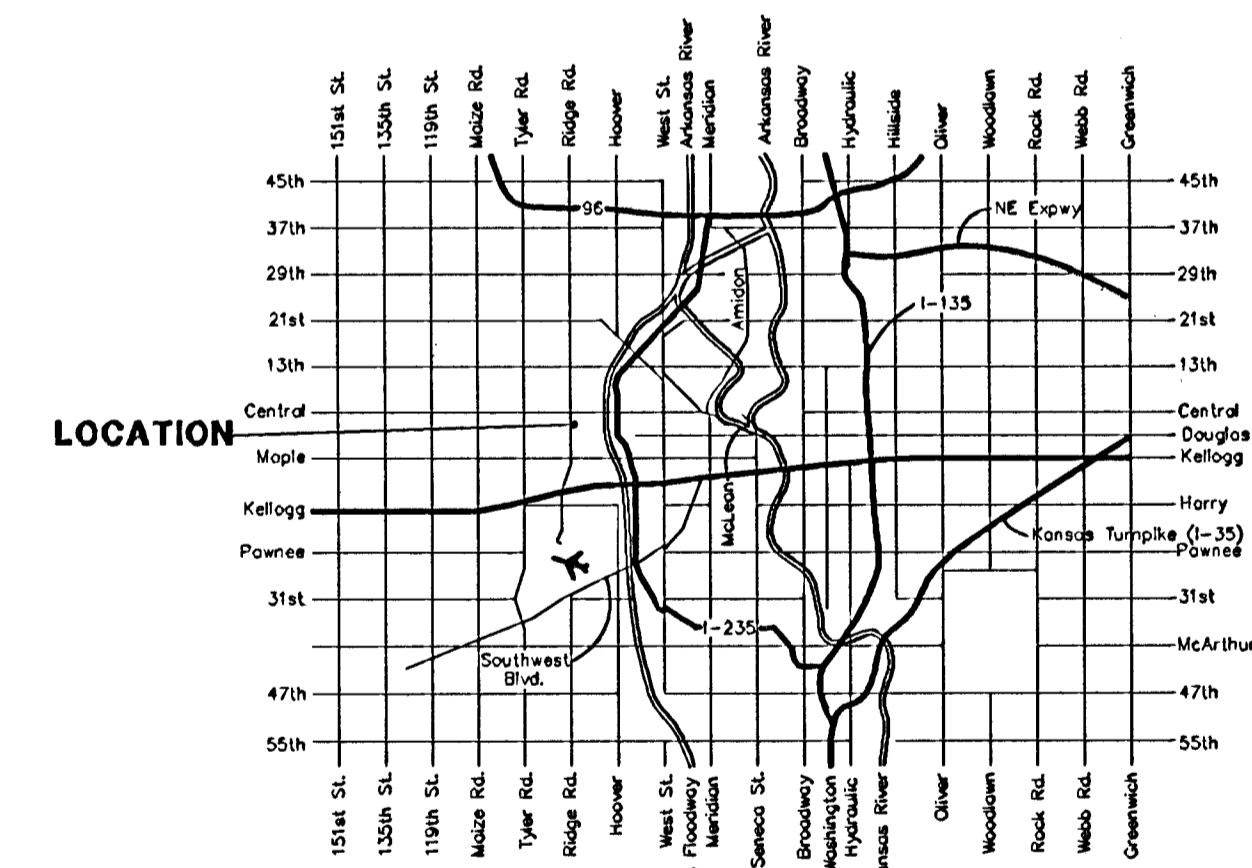 151st St.
135th St.
119th St.
Maize Rd.
Tyler Rd.
Ridge Rd.
Hoover
West St.
Arkansas River
Meridian
Arkansas River
Broadway
Hydraulic
Hillside
Oliver
Woodlawn
Rock Rd.
Webb Rd.
Greenwich
45th
45th
96
NE Expwy
37th
37th
29th
29th
Amidon
I-135
21st
21st
13th
13th
Central
Central
LOCATION
Douglas
Maple
Kellogg
McLean
Kellogg
Harry
Kansas Turnpike (I-35)
Pawnee
Pawnee
31st
31st
I-235
McArthur
Southwest
Blvd.
47th
47th
55th
55th
151st St.
135th St.
119th St.
Maize Rd.
Tyler Rd.
Ridge Rd.
Hoover
West St.
Floodway
Meridian
Seneca St.
Broadway
Washington
Hydraulic
nsas River
Oliver
Woodlawn
Rock Rd.
Webb Rd.
Greenwich